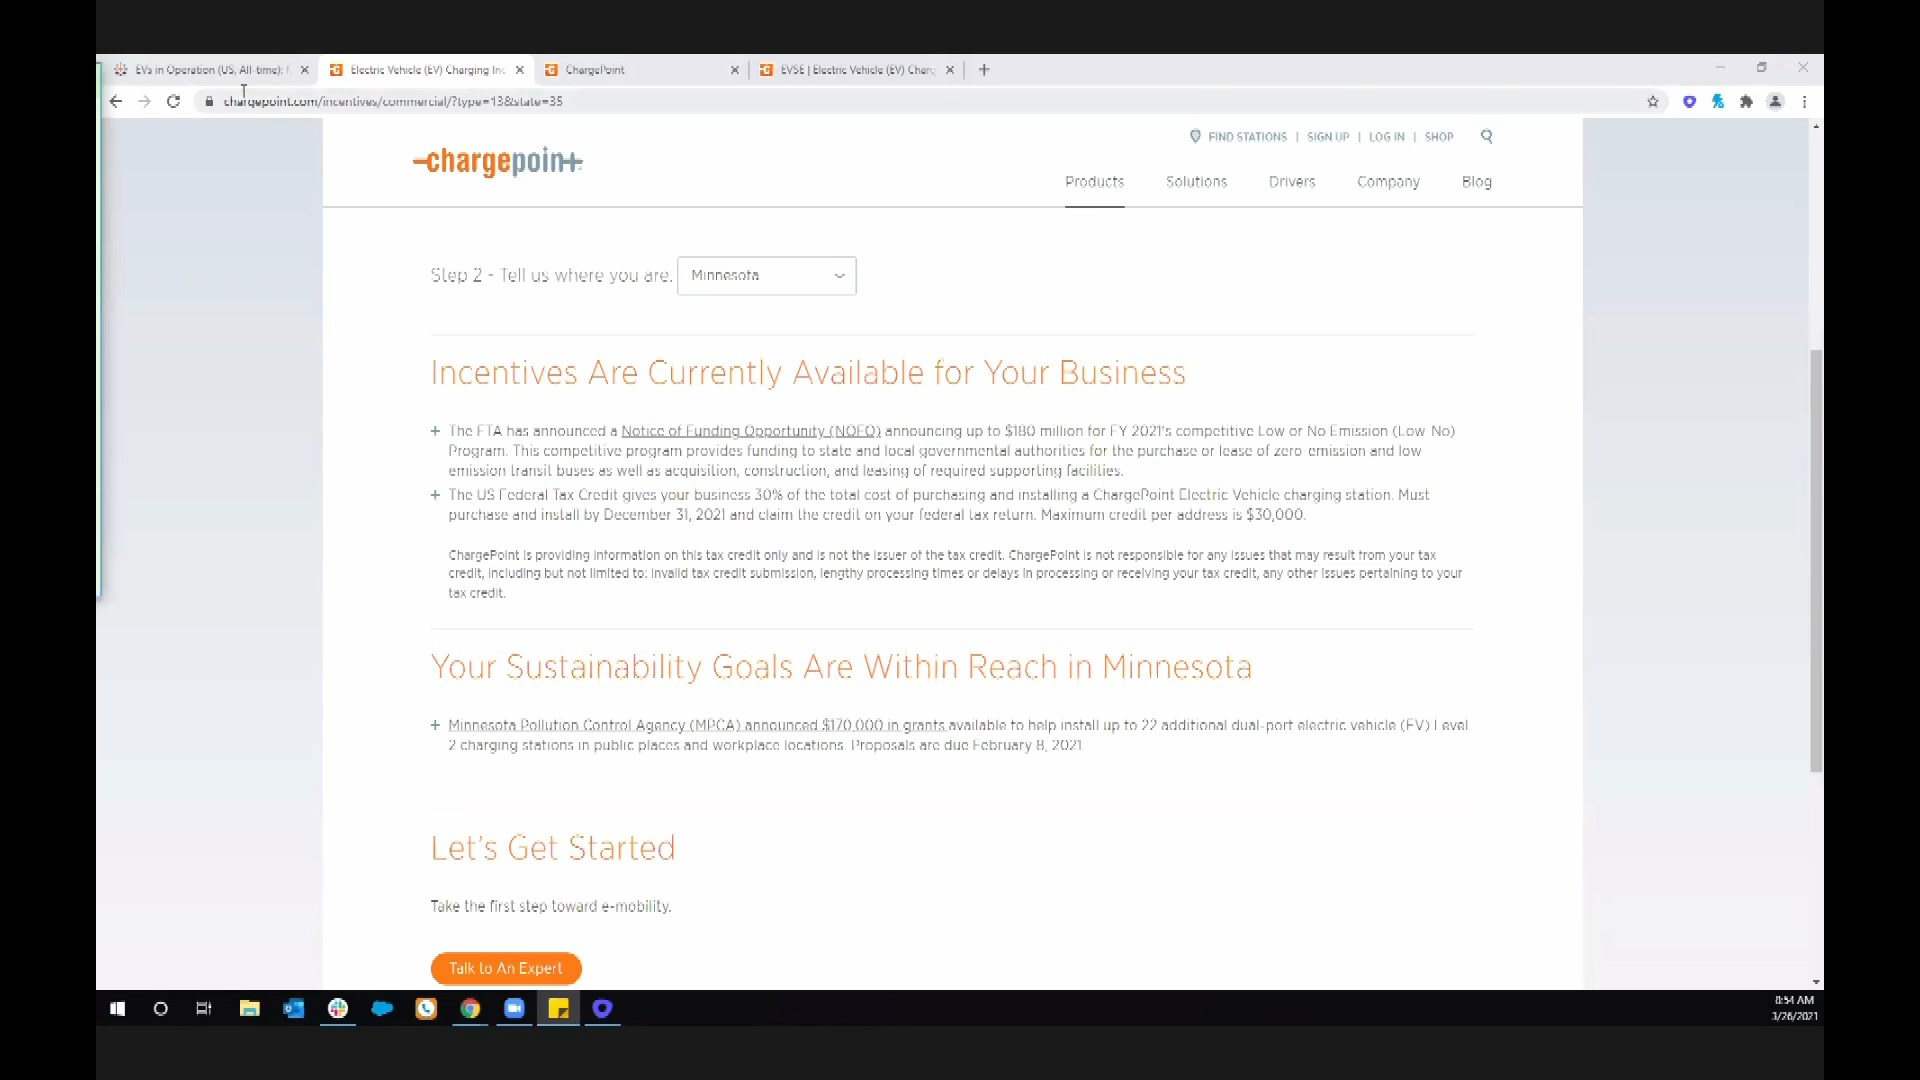 EVs in Operation (US, All-time):
Electric Vehicle (EV) Charging Inc
ChargePoint
EVSE | Electric Vehicle (EV) Charg
chargepoint.com/incentives/commercial/?type=13&state=35
FIND STATIONS | SIGN UP | LOG IN | SHOP
-chargepoin+
Products Solutions Drivers Company Blog
Step 2 - Tell us where you are. Minnesota
Incentives Are Currently Available for Your Business
+ The FTA has announced a Notice of Funding Opportunity (NOFO) announcing up to $180 million for FY 2021's competitive Low or No Emission (Low No)
Program. This competitive program provides funding to state and local governmental authorities for the purchase or lease of zero emission and low
emission transit buses as well as acquisition, construction, and leasing of required supporting facilities.
+ The US Federal Tax Credit gives your business 30% of the total cost of purchasing and installing a ChargePoint Electric Vehicle charging station. Must
purchase and install by December 31, 2021 and claim the credit on your federal tax return. Maximum credit per address is $30,000.
ChargePoint is providing information on this tax credit only and is not the issuer of the tax credit. ChargePoint is not responsible for any issues that may result from your tax
credit, including but not limited to: invalid tax credit submission, lengthy processing times or delays in processing or receiving your tax credit, any other issues pertaining to your
tax credit.
Your Sustainability Goals Are Within Reach in Minnesota
+ Minnesota Pollution Control Agency (MPCA) announced $170,000 in grants available to help install up to 22 additional dual-port electric vehicle (EV) Level
2 charging stations in public places and workplace locations. Proposals are due February 8, 2021
Let's Get Started
Take the first step toward e-mobility.
Talk to An Expert
8:54 AM
3/26/2021